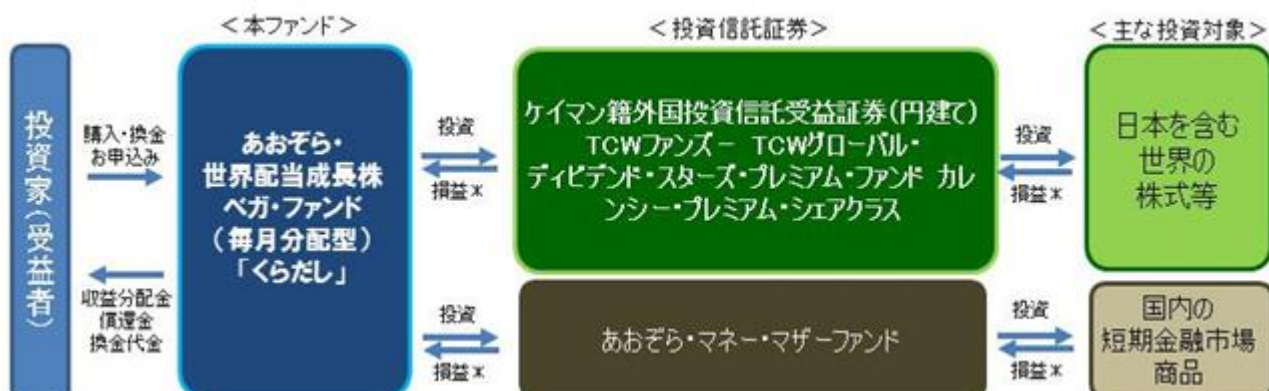 ＜本ファンド＞
＜投資信託証券＞
＜主な投資対象＞
投資家（受益者）
購入・換金
お申込み
収益分配金
償還金
換金代金
あおぞら・
世界配当成長株
ベガ・ファンド
（毎月分配型）
「くらだし」
投資
損益＊
投資
損益＊
ケイマン籍外国投資信託受益証券（円建て）
TCWファンズ－ TCWグローバル・
ディビデンド・スターズ・プレミアム・ファンド カレ
ンシー・プレミアム・シェアクラス
あおぞら・マネー・マザーファンド
投資
損益＊
投資
損益＊
日本を含む
世界の
株式等
国内の
短期金融市場
商品